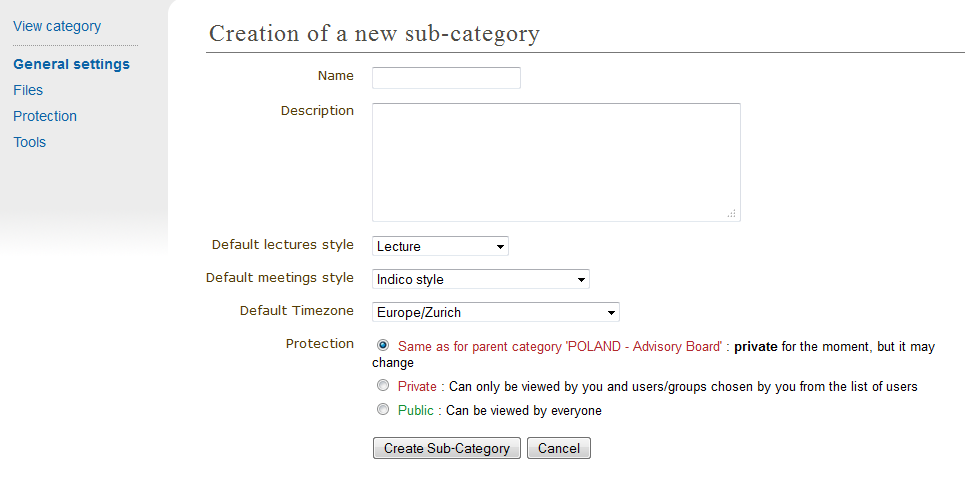 View category
General settings
Files
Protection
Tools
Creation of a new sub-category
Name
Description
Default lectures style Lecture
Default meetings style Indico style
Default Timezone Europe/Zurich
Protection Same as for parent category 'POLAND - Advisory Board' : private for the moment, but it may
change
Private : Can only be viewed by you and users/groups chosen by you from the list of users
Public : Can be viewed by everyone
Create Sub-Category Cancel